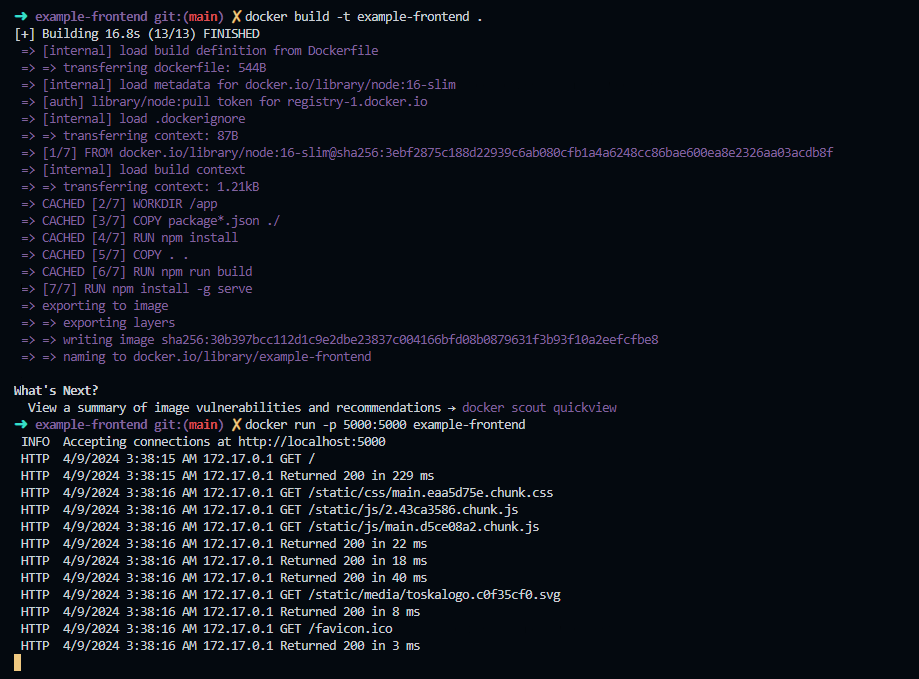 ➜ example-frontend git:(main) ✗ docker build -t example-frontend .
[+] Building 16.8s (13/13) FINISHED
=> [internal] load build definition from Dockerfile
=> => transferring dockerfile: 544B
=> [internal] load metadata for docker.io/library/node:16-slim
=> [auth] library/node:pull token for registry-1.docker.io
=> [internal] load .dockerignore
=> => transferring context: 87B
=> [1/7] FROM docker.io/library/node:16-slim@sha256:3ebf2875c188d22939c6ab080cfb1a4a6248cc86bae600ea8e2326aa03acdb8f
=> [internal] load build context
=> => transferring context: 1.21kB
=> CACHED [2/7] WORKDIR /app
=> CACHED [3/7] COPY package*.json ./
=> CACHED [4/7] RUN npm install
=> CACHED [5/7] COPY . .
=> CACHED [6/7] RUN npm run build
=> [7/7] RUN npm install -g serve
=> exporting to image
=> => exporting layers
=> => writing image sha256:30b397bcc112d1c9e2dbe23837c004166bfd08b0879631f3b93f10a2eefcfbe8
=> => naming to docker.io/library/example-frontend
What's Next?
View a summary of image vulnerabilities and recommendations → docker scout quickview
➜ example-frontend git:(main) ✗ docker run -p 5000:5000 example-frontend
INFO Accepting connections at http://localhost:5000
HTTP 4/9/2024 3:38:15 AM 172.17.0.1 GET /
HTTP 4/9/2024 3:38:15 AM 172.17.0.1 Returned 200 in 229 ms
HTTP 4/9/2024 3:38:16 AM 172.17.0.1 GET /static/css/main.eaa5d75e.chunk.css
HTTP 4/9/2024 3:38:16 AM 172.17.0.1 GET /static/js/2.43ca3586.chunk.js
HTTP 4/9/2024 3:38:16 AM 172.17.0.1 GET /static/js/main.d5ce08a2.chunk.js
HTTP 4/9/2024 3:38:16 AM 172.17.0.1 Returned 200 in 22 ms
HTTP 4/9/2024 3:38:16 AM 172.17.0.1 Returned 200 in 18 ms
HTTP 4/9/2024 3:38:16 AM 172.17.0.1 Returned 200 in 40 ms
HTTP 4/9/2024 3:38:16 AM 172.17.0.1 GET /static/media/toskalogo.c0f35cf0.svg
HTTP 4/9/2024 3:38:16 AM 172.17.0.1 Returned 200 in 8 ms
HTTP 4/9/2024 3:38:16 AM 172.17.0.1 GET /favicon.ico
HTTP 4/9/2024 3:38:16 AM 172.17.0.1 Returned 200 in 3 ms